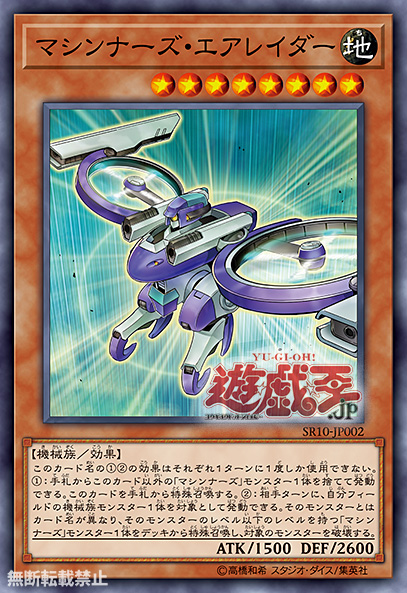 マシンナーズ・エアレイダー
地
YU-GI-OH!
遊戯王
.JP
SR10-JP002
【機械族/効果】
このカード名の①②の効果はそれぞれ1ターンに1度しか使用できない。
①:手札からこのカード以外の「マシンナーズ」モンスター1体を捨てて発動
できる。このカードを手札から特殊召喚する。②:相手ターンに、自分フィ
ールドの機械族モンスター1体を対象として発動できる。そのモンスターとは
カード名が異なり、そのモンスターのレベル以下のレベルを持つ「マシン
ナーズ」モンスター1体をデッキから特殊召喚し、対象のモンスターを破壊する。
ATK/1500 DEF/2600
無断転載禁止
©高橋和希 スタジオ・ダイス/集英社